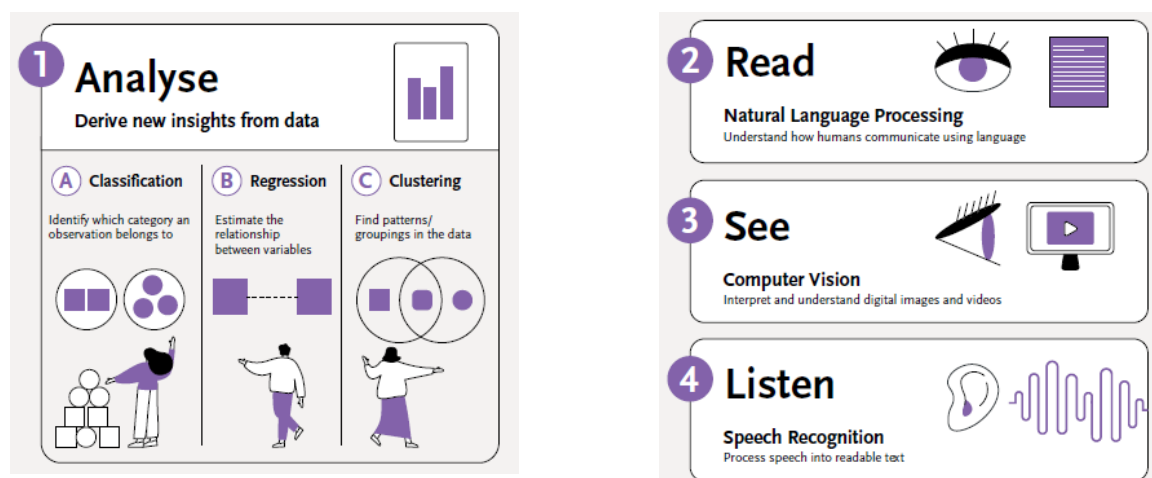 1
Analyse
Derive new insights from data
A Classification
Identify which category an
observation belongs to
B Regression
Estimate the
relationship
between variables
C Clustering
Find patterns/
groupings in the data
2
Read
Natural Language Processing
Understand how humans communicate using language
3
See
Computer Vision
Interpret and understand digital images and videos
4
Listen
Speech Recognition
Process speech into readable text